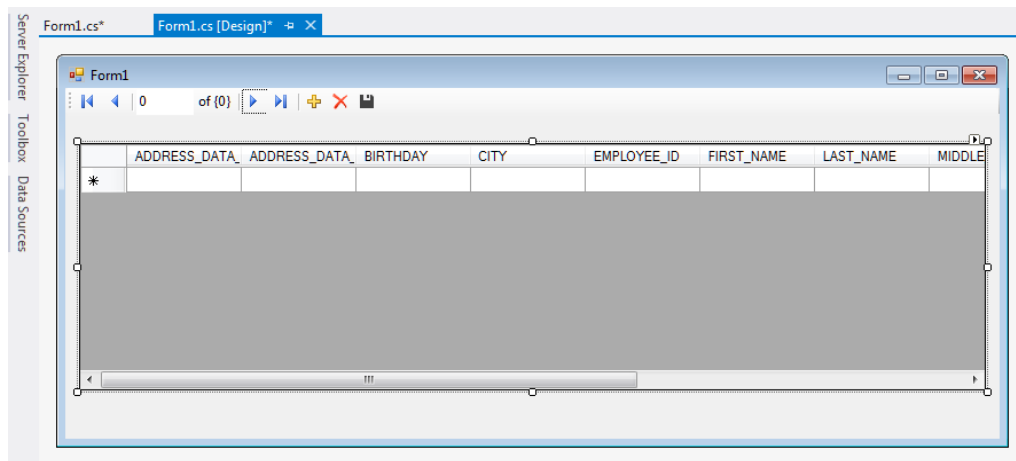 Form1.cs*
Form1.cs [Design]*
Server Explorer
Toolbox
Data Sources
Form1
0 of {0}
ADDRESS_DATA_ ADDRESS_DATA_ BIRTHDAY CITY EMPLOYEE_ID FIRST_NAME LAST_NAME MIDDLE